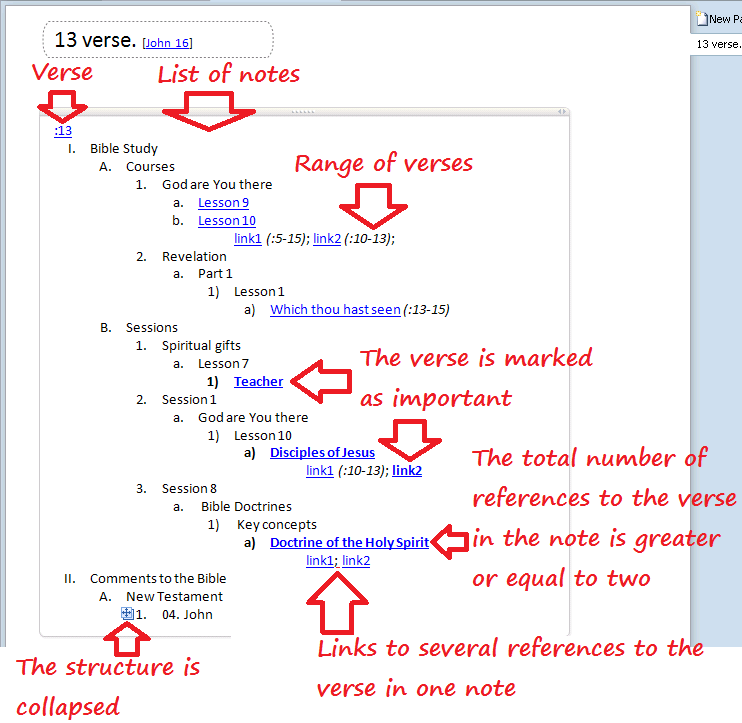 13 verse. [John 16]
New Pa
13 verse.
Verse
List of notes
:13
I. Bible Study
A. Courses
Range of verses
1. God are You there
a. Lesson 9
b. Lesson 10
link1 (:5-15); link2 (:10-13);
2. Revelation
a. Part 1
1) Lesson 1
a) Which thou hast seen (:13-15)
B. Sessions
1. Spiritual gifts
a. Lesson 7
1) Teacher
The verse is marked
as important
2. Session 1
a. God are You there
1) Lesson 10
a) Disciples of Jesus
link1 (:10-13); link2
The total number of
references to the verse
in the note is greater
or equal to two
3. Session 8
a. Bible Doctrines
1) Key concepts
a) Doctrine of the Holy Spirit
link1; link2
II. Comments to the Bible
A. New Testament
1. 04. John
The structure is
collapsed
Links to several references to the
verse in one note